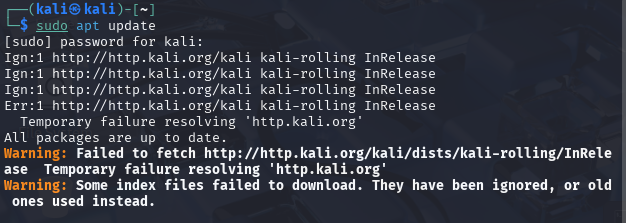 ┌──(kali㉿kali)-[~]
└─$ sudo apt update
[sudo] password for kali:
Ign:1 http://http.kali.org/kali kali-rolling InRelease
Ign:1 http://http.kali.org/kali kali-rolling InRelease
Ign:1 http://http.kali.org/kali kali-rolling InRelease
Err:1 http://http.kali.org/kali kali-rolling InRelease
  Temporary failure resolving 'http.kali.org'
All packages are up to date.
Warning: Failed to fetch http://http.kali.org/kali/dists/kali-rolling/InRele
ase  Temporary failure resolving 'http.kali.org'
Warning: Some index files failed to download. They have been ignored, or old
 ones used instead.